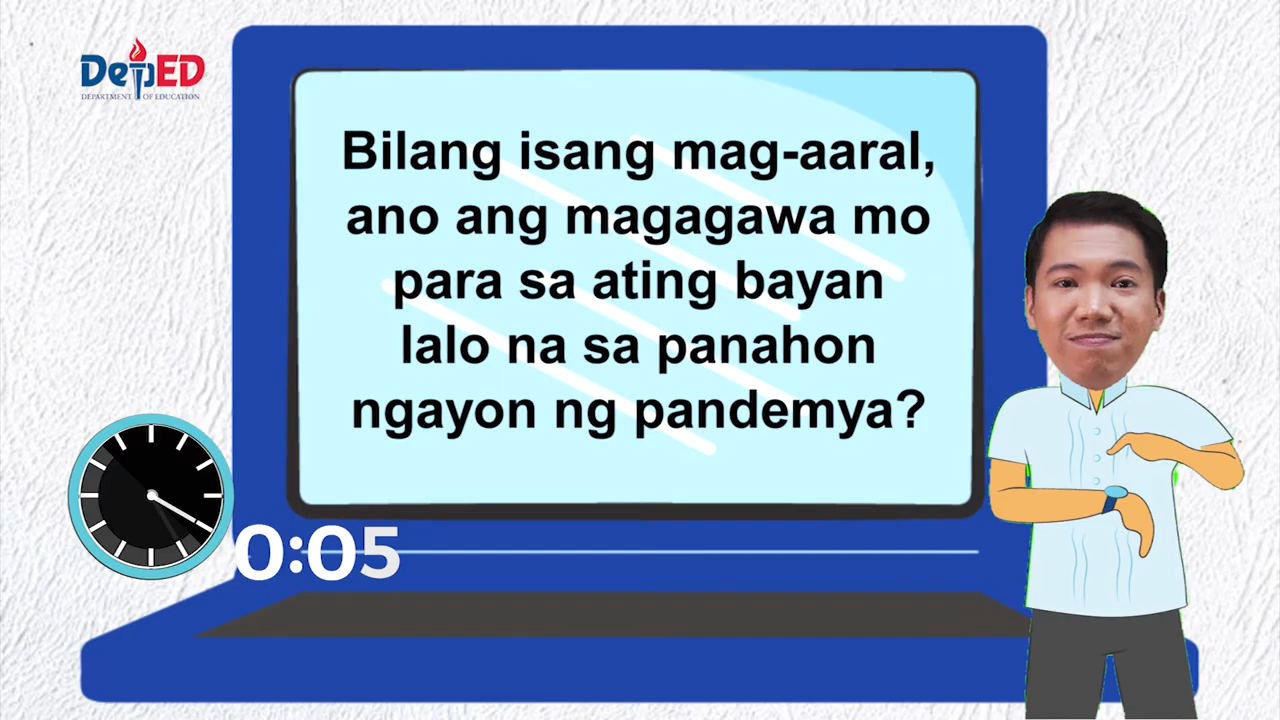 DepED
DEPARTMENT OF EDUCATION
Bilang isang mag-aaral,
ano ang magagawa mo
para sa ating bayan
lalo na sa panahon
ngayon ng pandemya?
0:05